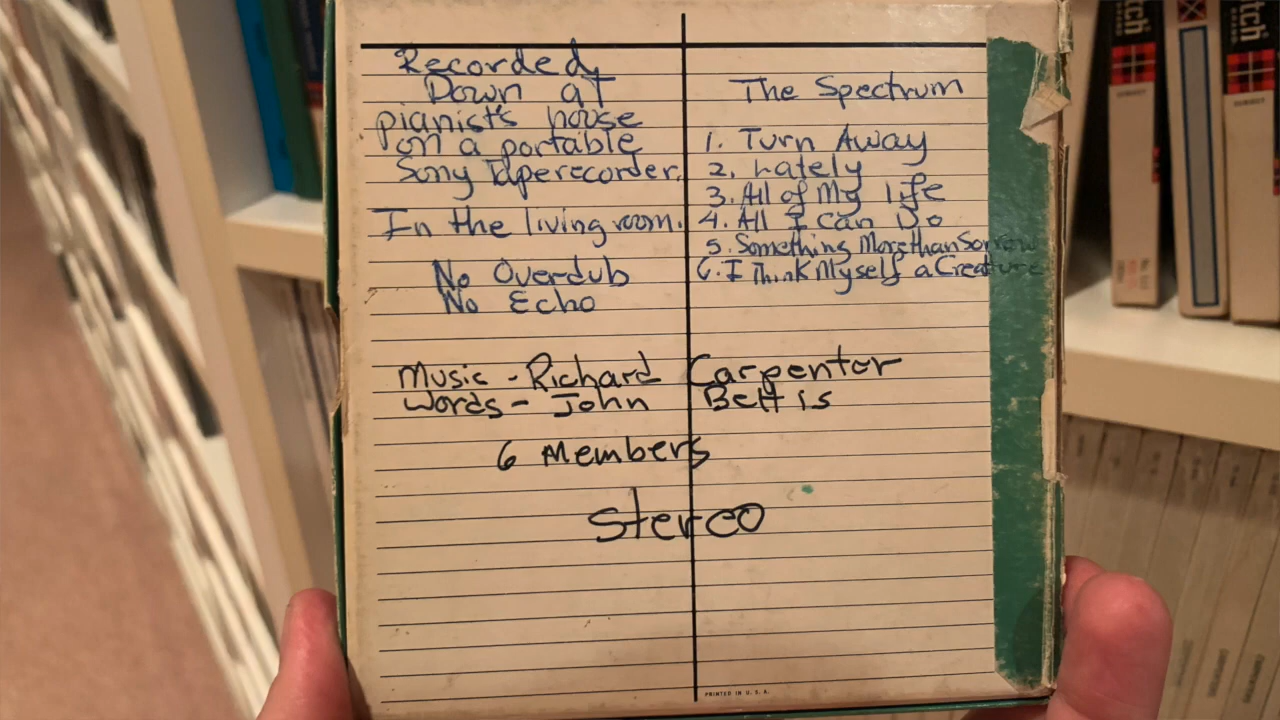 Recorded
Down at
pianist's house
on a portable
Sony Taperecorder.
In the living room.
No Overdub
No Echo
The Spectrum
1. Turn Away
2. Lately
3. All of My Life
4. All I Can Do
5. Something More than Sorrow
6. I Think Myself a Creature
Music - Richard Carpenter
Words - John Bettis
6 Members
Stereo
PRINTED IN U.S.A.
tch
tch